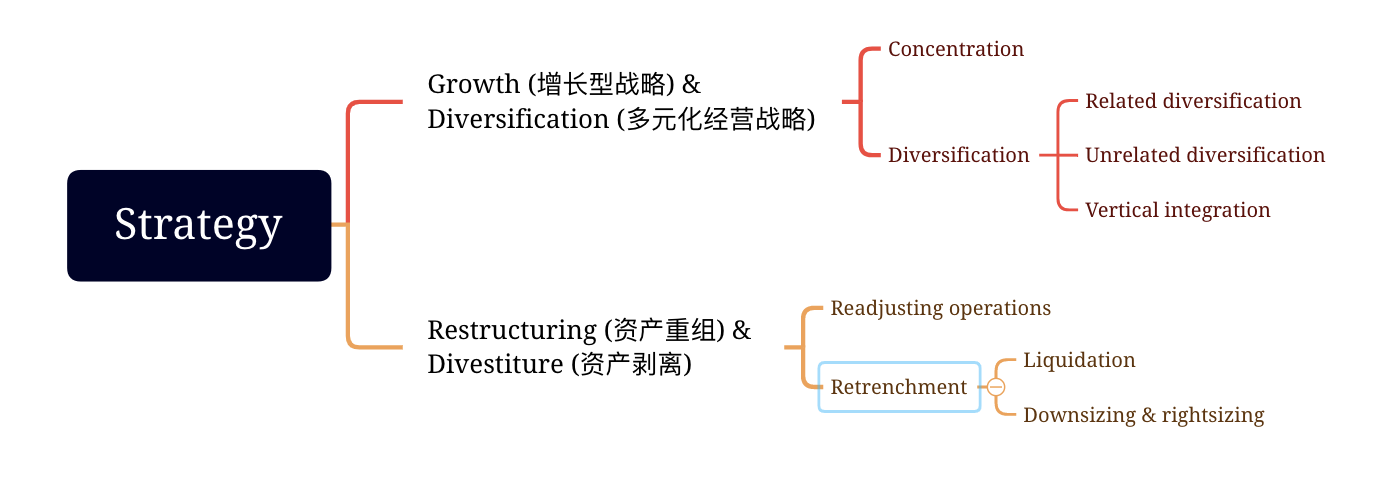 Strategy
Growth (增长型战略) &
Diversification (多元化经营战略)
Concentration
Diversification
Related diversification
Unrelated diversification
Vertical integration
Restructuring (资产重组) &
Divestiture (资产剥离)
Readjusting operations
Retrenchment
Liquidation
Downsizing & rightsizing